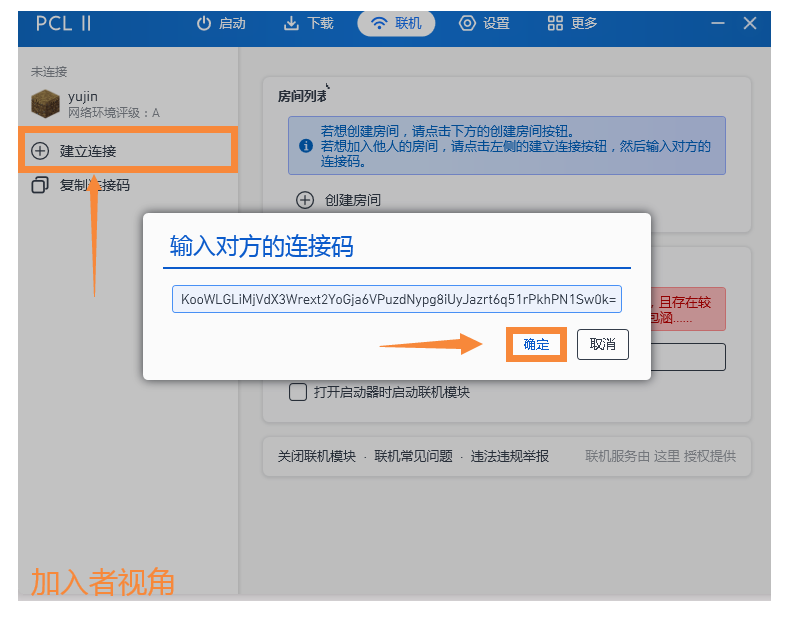 PCL II
启动
下载
联机
设置
更多
未连接
yujin
网络环境评级：A
建立连接
复制连接码
房间列表
若想创建房间，请点击下方的创建房间按钮。
若想加入他人的房间，请点击左侧的建立连接按钮，然后输入对方的
连接码。
创建房间
输入对方的连接码
KooWLGLiMjVdX3Wrext2YoGja6VPuzdNypg8iUyJazrt6q51rPkhPN1Sw0k=
确定
取消
，且存在较
包涵......
打开启动器时启动联机模块
关闭联机模块 · 联机常见问题 · 违法违规举报
联机服务由 这里 授权提供
加入者视角